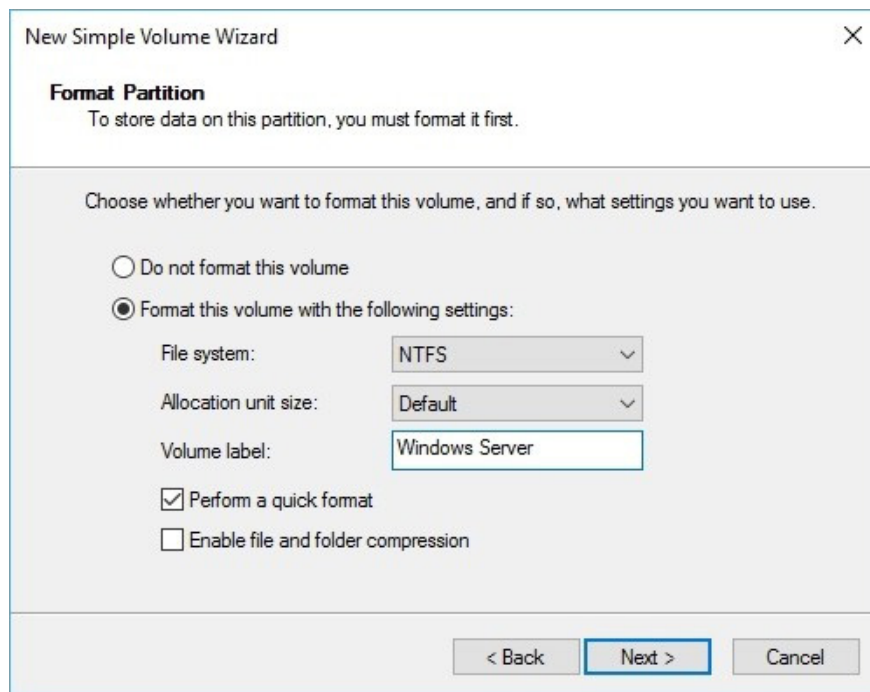 New Simple Volume Wizard
Format Partition
To store data on this partition, you must format it first.
Choose whether you want to format this volume, and if so, what settings you want to use.
Do not format this volume
Format this volume with the following settings:
File system: NTFS
Allocation unit size: Default
Volume label: Windows Server
Perform a quick format
Enable file and folder compression
< Back Next > Cancel